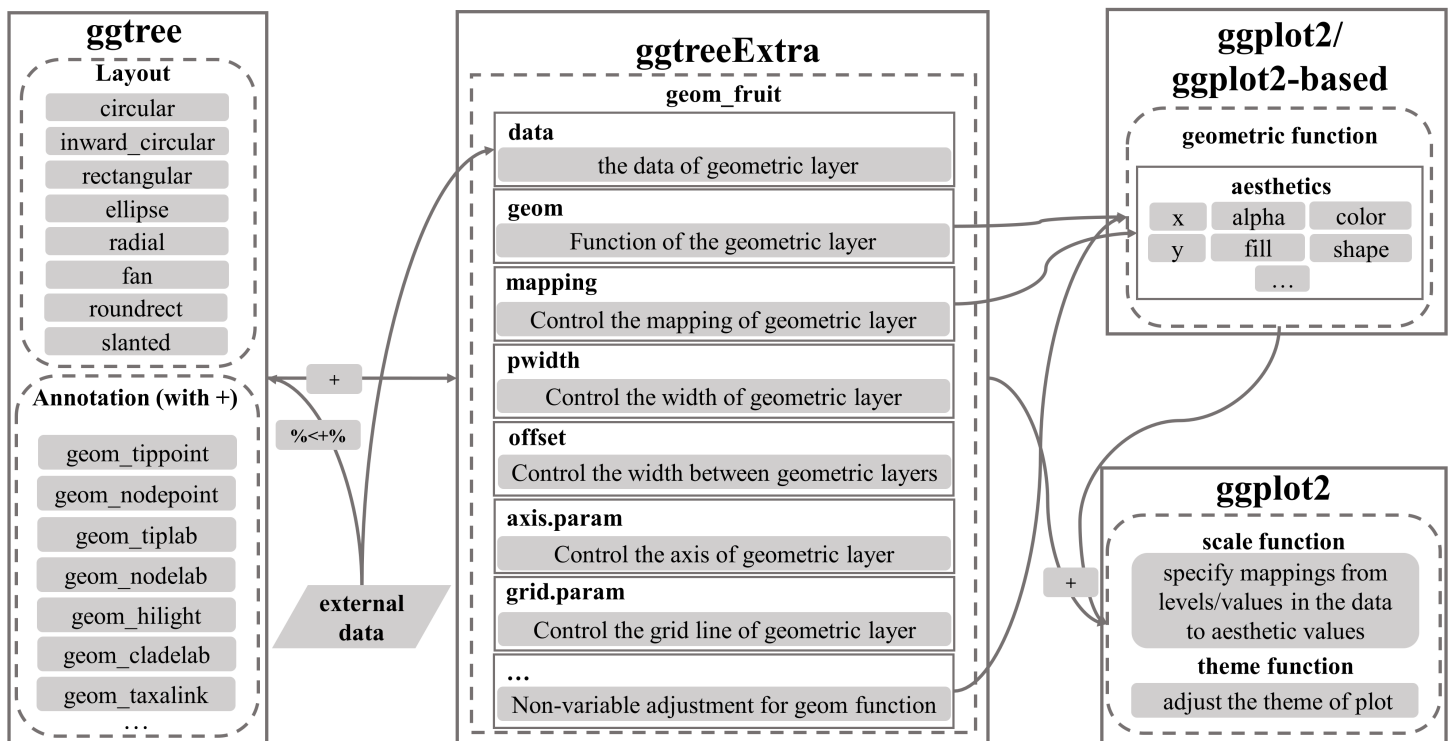 ggtree
Layout
circular
inward_circular
rectangular
ellipse
radial
fan
roundrect
slanted
Annotation (with +)
geom_tippoint
geom_nodepoint
geom_tiplab
geom_nodelab
geom_hilight
geom_cladelab
geom_taxalink
…
+
%<+%
external
data
ggtreeExtra
geom_fruit
data
the data of geometric layer
geom
Function of the geometric layer
mapping
Control the mapping of geometric layer
pwidth
Control the width of geometric layer
offset
Control the width between geometric layers
axis.param
Control the axis of geometric layer
grid.param
Control the grid line of geometric layer
…
Non-variable adjustment for geom function
ggplot2/
ggplot2-based
geometric function
aesthetics
x alpha color
y fill shape
…
+
ggplot2
scale function
specify mappings from
levels/values in the data
to aesthetic values
theme function
adjust the theme of plot